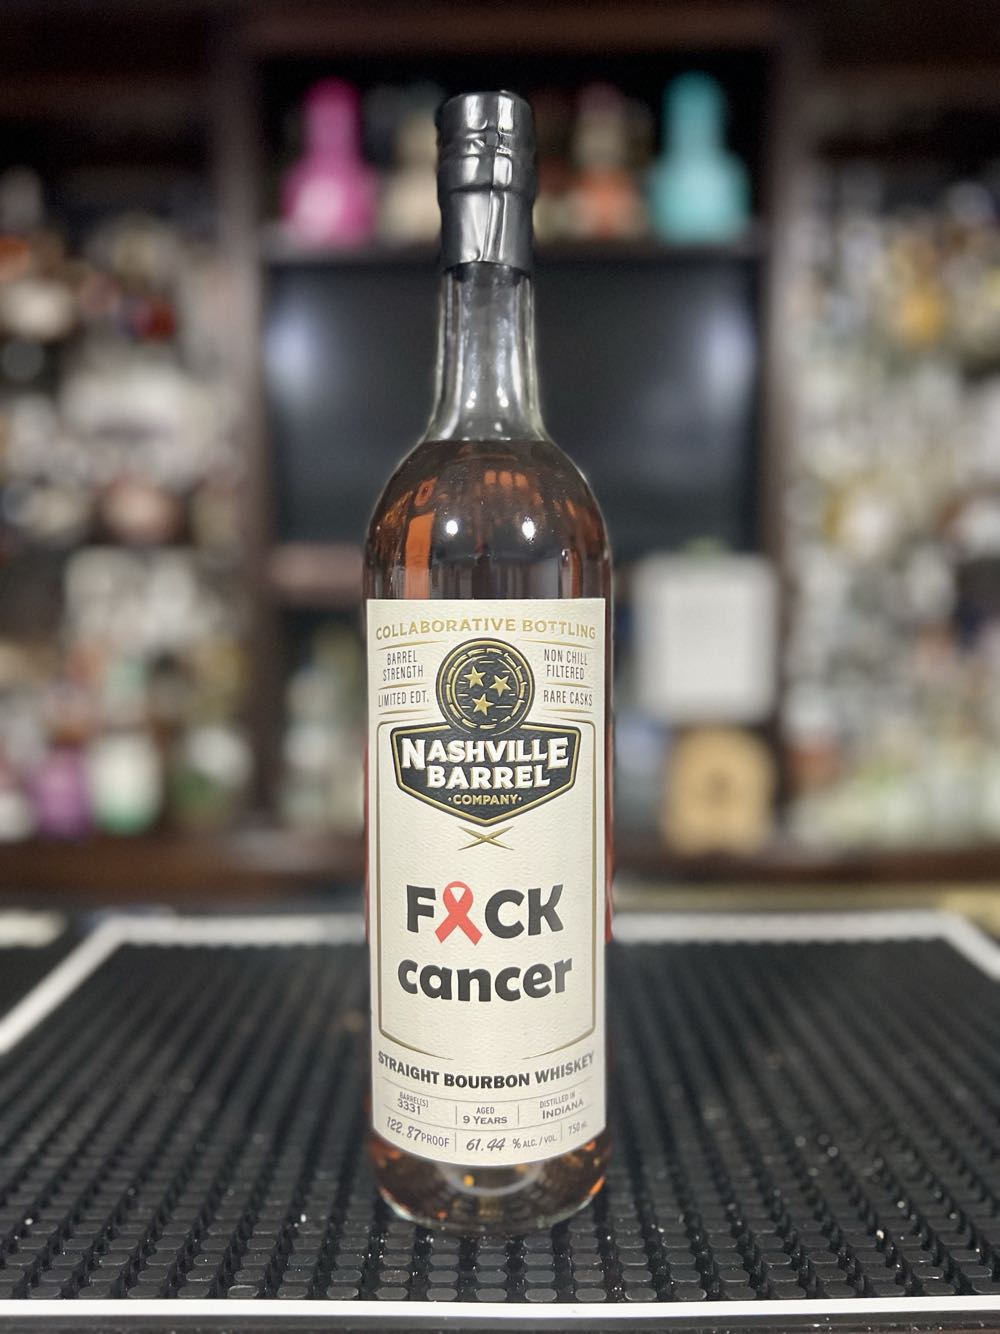 COLLABORATIVE BOTTLING
BARREL STRENGTH
NON CHILL FILTERED
LIMITED EDT.
RARE CASKS
NASHVILLE
BARREL
COMPANY
F CK
cancer
STRAIGHT BOURBON WHISKEY
BARREL(S) 3331
AGED 9 YEARS
DISTILLED IN INDIANA
122.87 PROOF
61.44 % ALC. / VOL.
750 ML